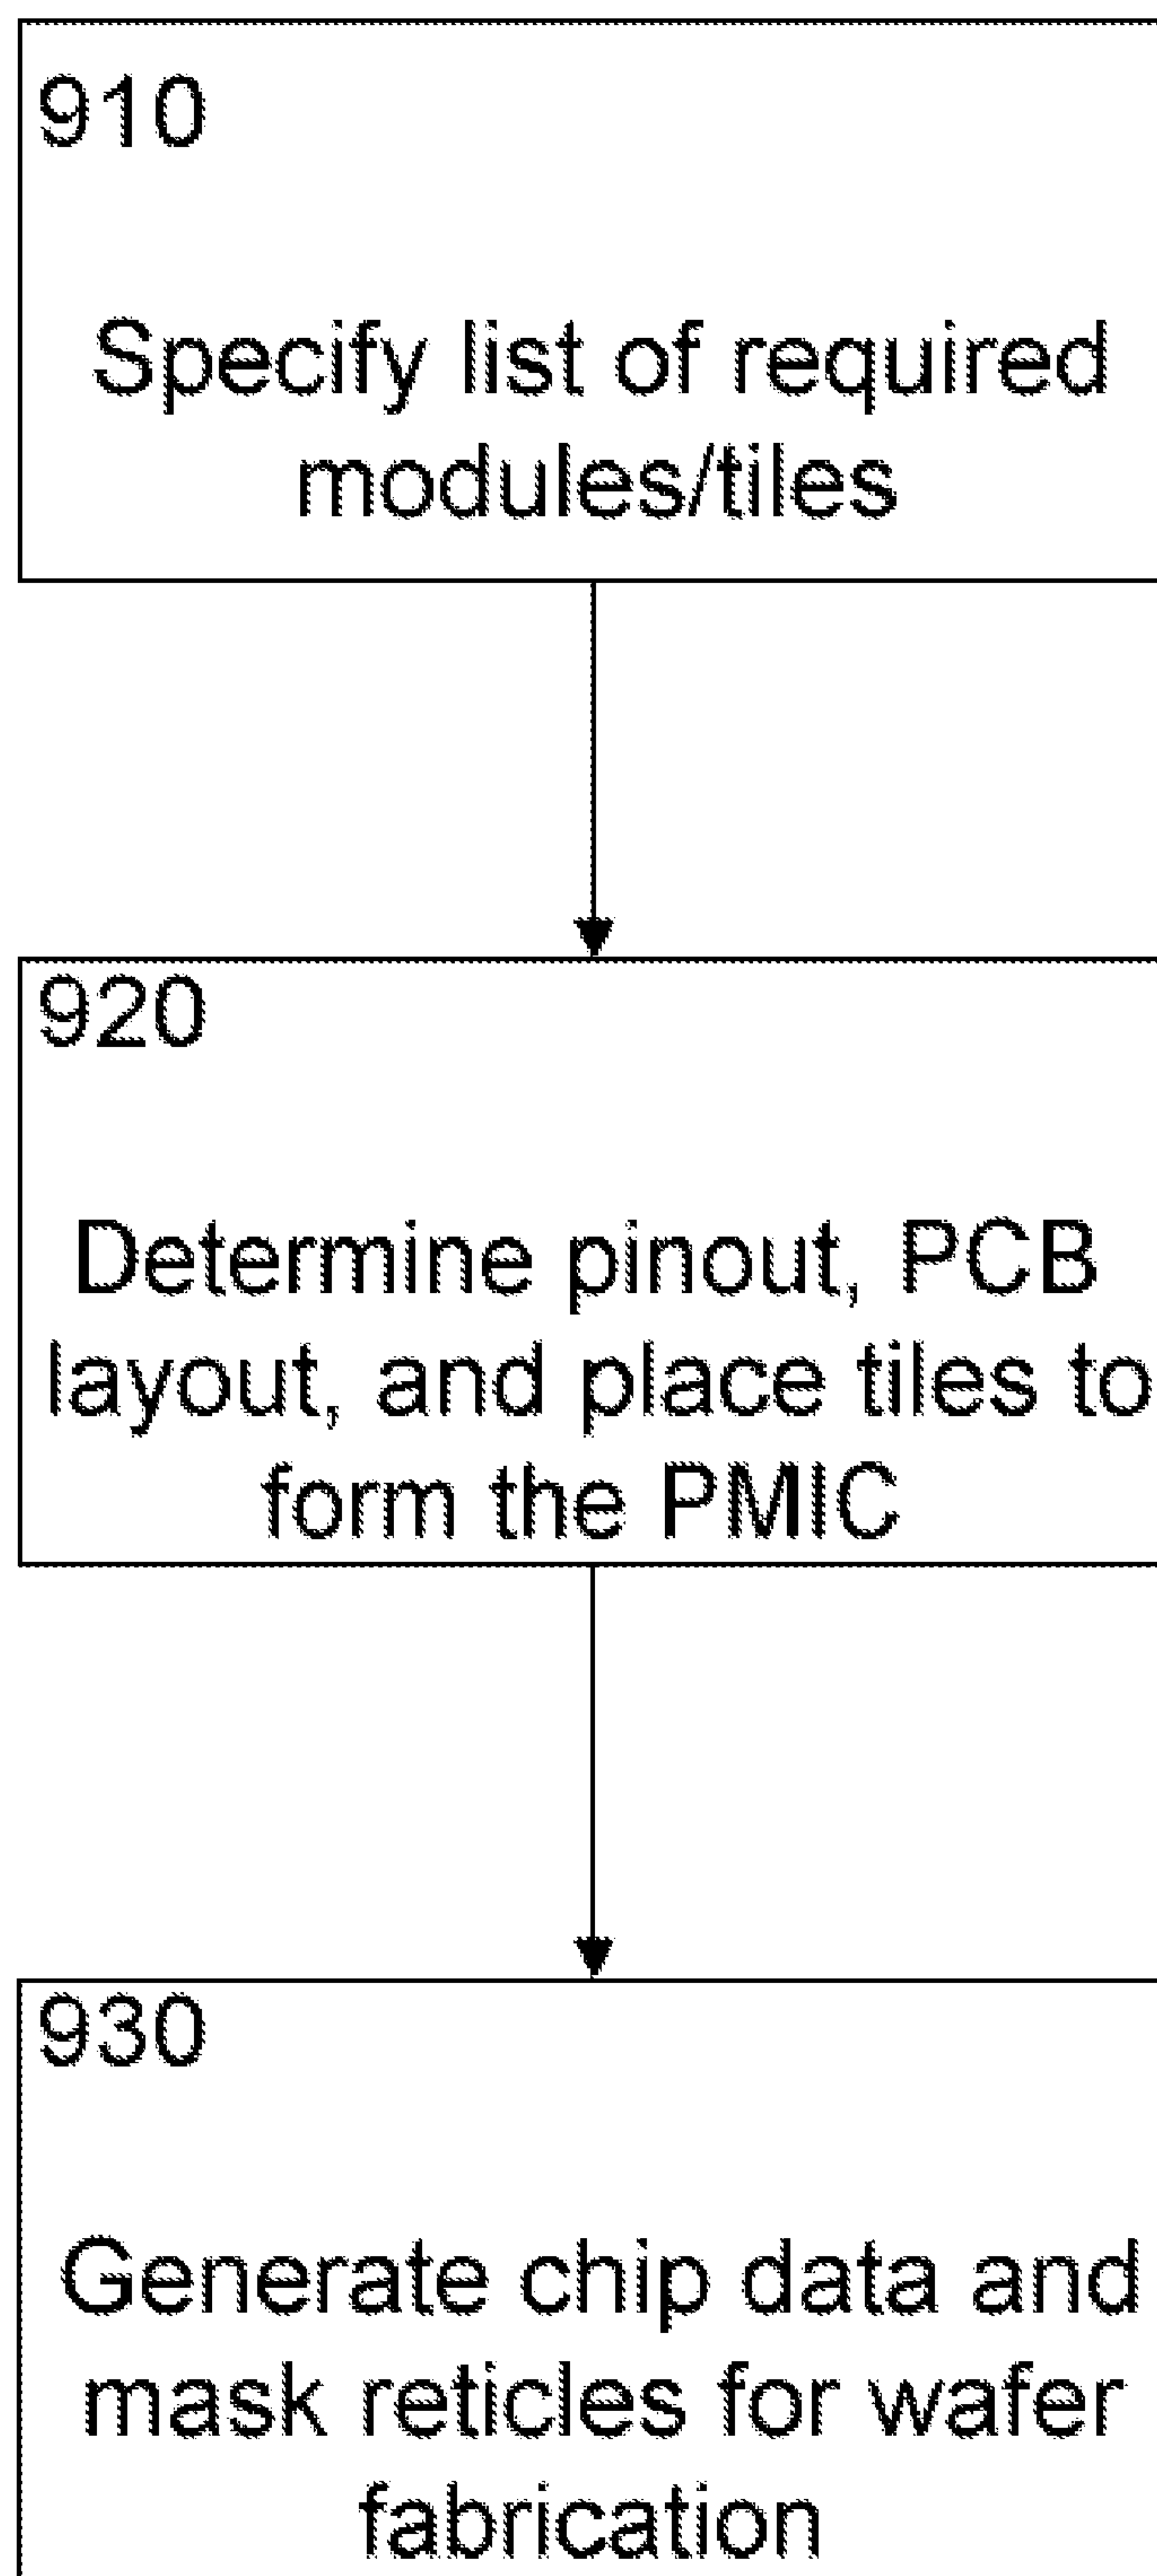 910
Specify list of required
modules/tiles
920
Determine pinout, PCB
layout, and place tiles to
form the PMIC
930
Generate chip data and
mask reticles for wafer
fabrication